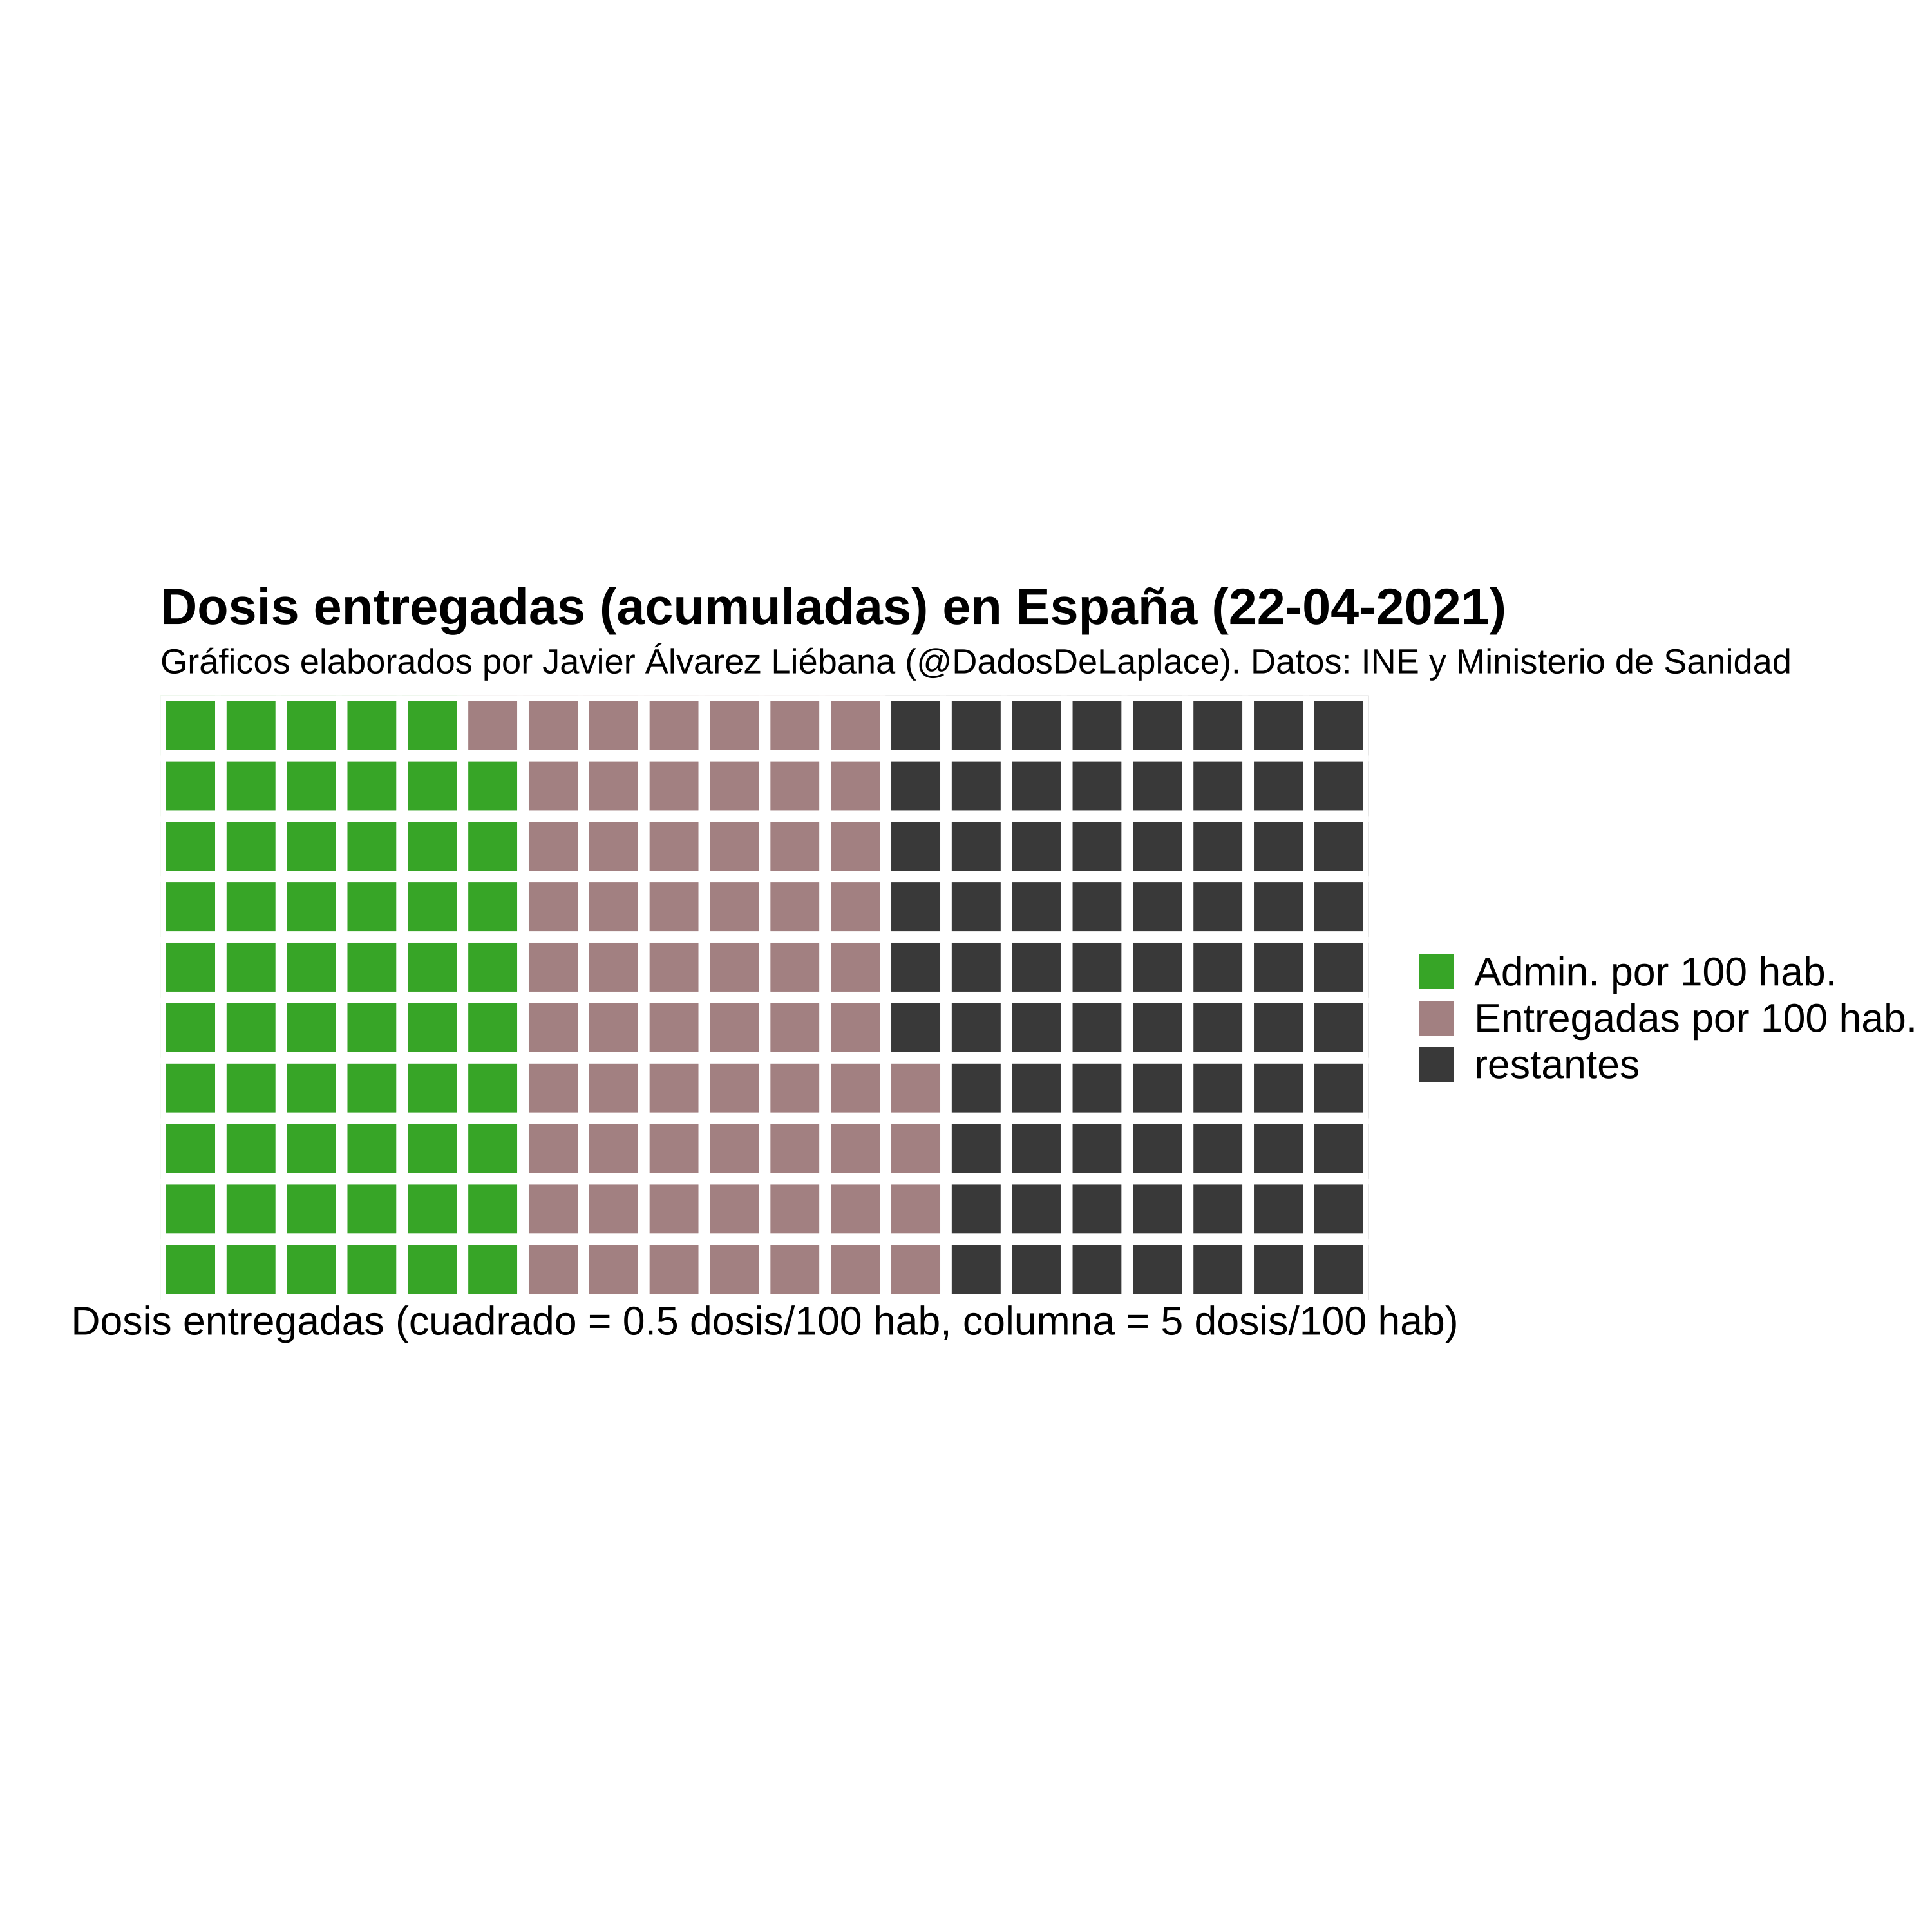 Dosis entregadas (acumuladas) en España (22-04-2021)
Gráficos elaborados por Javier Álvarez Liébana (@DadosDeLaplace). Datos: INE y Ministerio de Sanidad
Admin. por 100 hab.
Entregadas por 100 hab.
restantes
Dosis entregadas (cuadrado = 0.5 dosis/100 hab, columna = 5 dosis/100 hab)